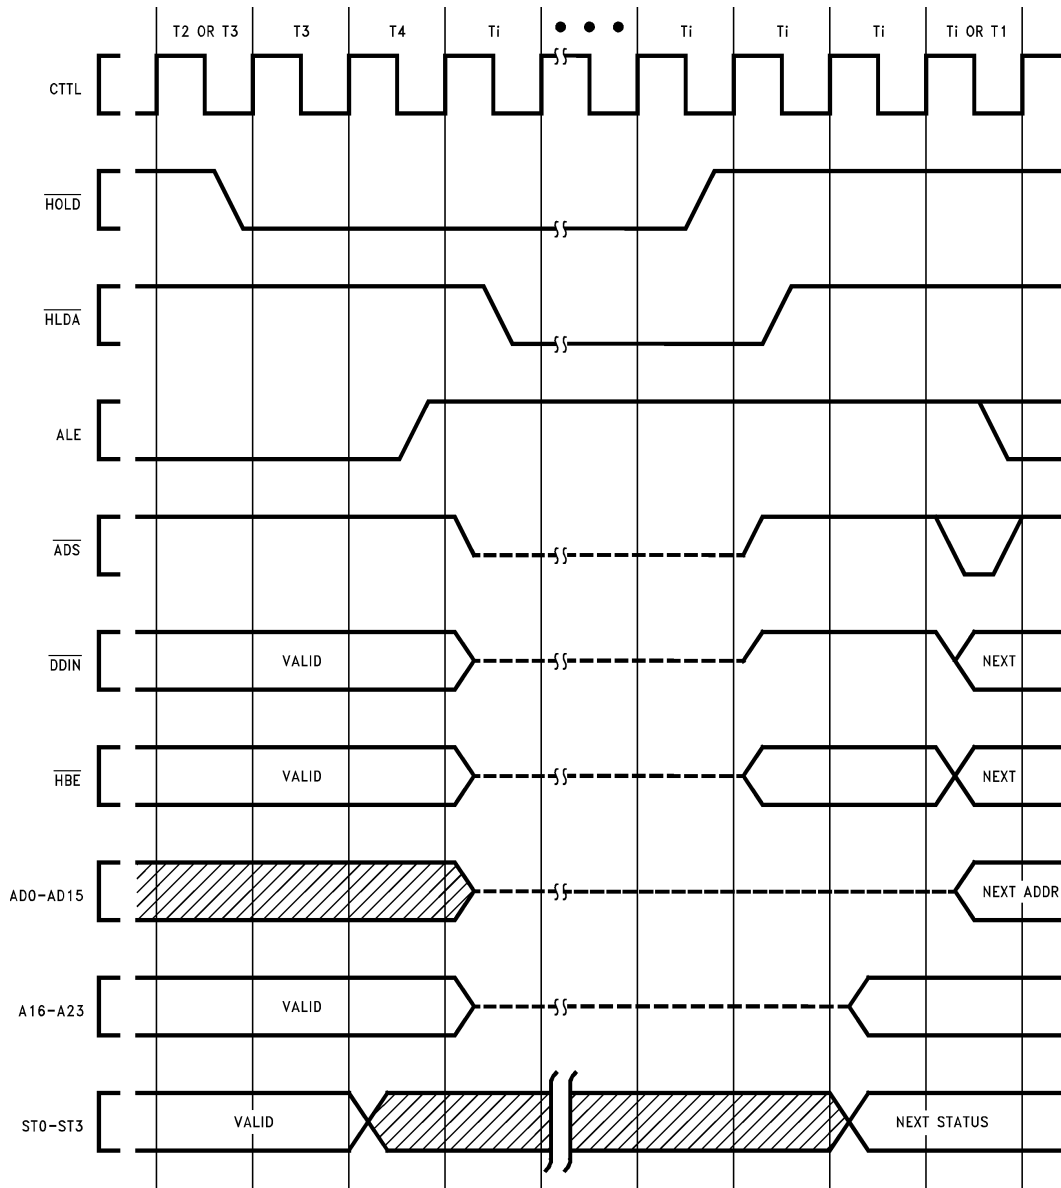 T2 OR T3 T3 T4 Ti Ti Ti Ti Ti OR T1
CTTL
HOLD
HLDA
ALE
ADS
DDIN VALID NEXT
HBE VALID NEXT
AD0-AD15 NEXT ADDR
A16-A23 VALID
ST0-ST3 VALID NEXT STATUS